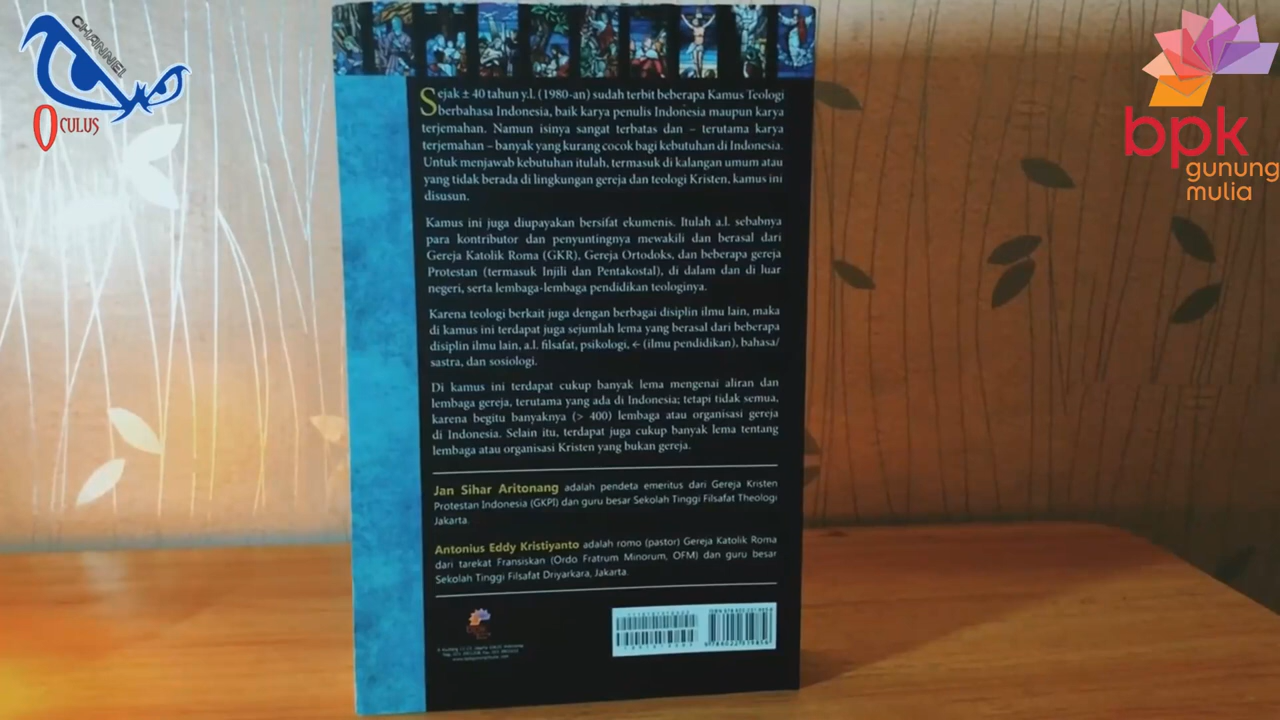 CHANNEL
OCULUS
bpk
gunung
mulia
Sejak ± 40 tahun y.l. (1980-an) sudah terbit beberapa Kamus Teologi
berbahasa Indonesia, baik karya penulis Indonesia maupun karya
terjemahan. Namun isinya sangat terbatas dan – terutama karya
terjemahan – banyak yang kurang cocok bagi kebutuhan di Indonesia.
Untuk menjawab kebutuhan itulah, termasuk di kalangan umum atau
yang tidak berada di lingkungan gereja dan teologi Kristen, kamus ini
disusun.
Kamus ini juga diupayakan bersifat ekumenis. Itulah a.l. sebabnya
para kontributor dan penyuntingnya mewakili dan berasal dari
Gereja Katolik Roma (GKR), Gereja Ortodoks, dan beberapa gereja
Protestan (termasuk Injili dan Pentakostal), di dalam dan di luar
negeri, serta lembaga-lembaga pendidikan teologinya.
Karena teologi berkait juga dengan berbagai disiplin ilmu lain, maka
di kamus ini terdapat juga sejumlah lema yang berasal dari beberapa
disiplin ilmu lain, a.l. filsafat, psikologi, ← (ilmu pendidikan), bahasa/
sastra, dan sosiologi.
Di kamus ini terdapat cukup banyak lema mengenai aliran dan
lembaga gereja, terutama yang ada di Indonesia; tetapi tidak semua,
karena begitu banyaknya (> 400) lembaga atau organisasi gereja
di Indonesia. Selain itu, terdapat juga cukup banyak lema tentang
lembaga atau organisasi Kristen yang bukan gereja.
Jan Sihar Aritonang adalah pendeta emeritus dari Gereja Kristen
Protestan Indonesia (GKPI) dan guru besar Sekolah Tinggi Filsafat Theologi
Jakarta.
Antonius Eddy Kristiyanto adalah romo (pastor) Gereja Katolik Roma
dari tarekat Fransiskan (Ordo Fratrum Minorum, OFM) dan guru besar
Sekolah Tinggi Filsafat Driyarkara, Jakarta.
9786022319856